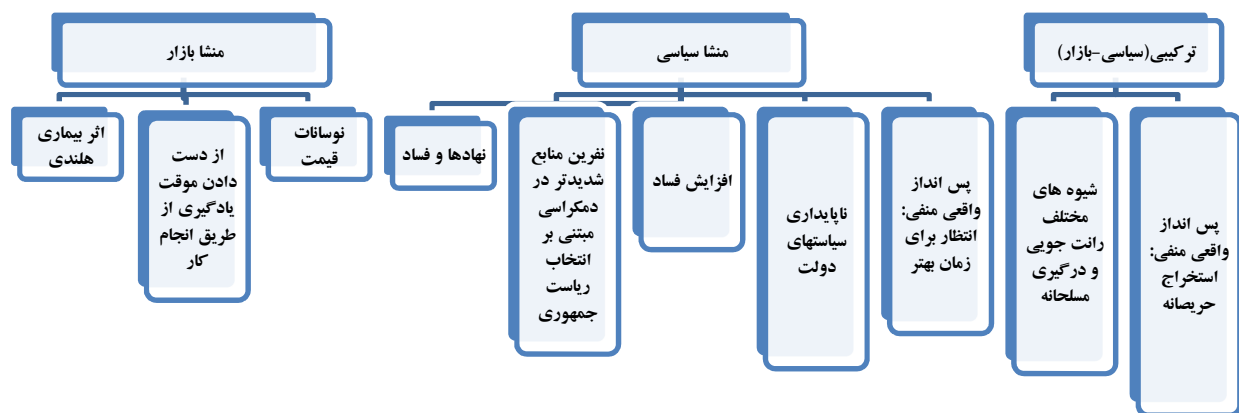 ترکیبی(سیاسی-بازار)
منشا سیاسی
منشا بازار
پس انداز
واقعی منفی:
استخراج
حریصانه
شیوه های
مختلف
رانت جویی
و درگیری
مسلحانه
پس انداز
واقعی منفی:
انتظار برای
زمان بهتر
ناپایداری
سیاستهای
دولت
افزایش فساد
نفرین منابع
شدیدتر در
دمکراسی
مبتنی بر
انتخاب
ریاست
جمهوری
نهادها و فساد
نوسانات
قیمت
از دست
دادن موقت
یادگیری از
طریق انجام
کار
اثر بیماری
هلندی